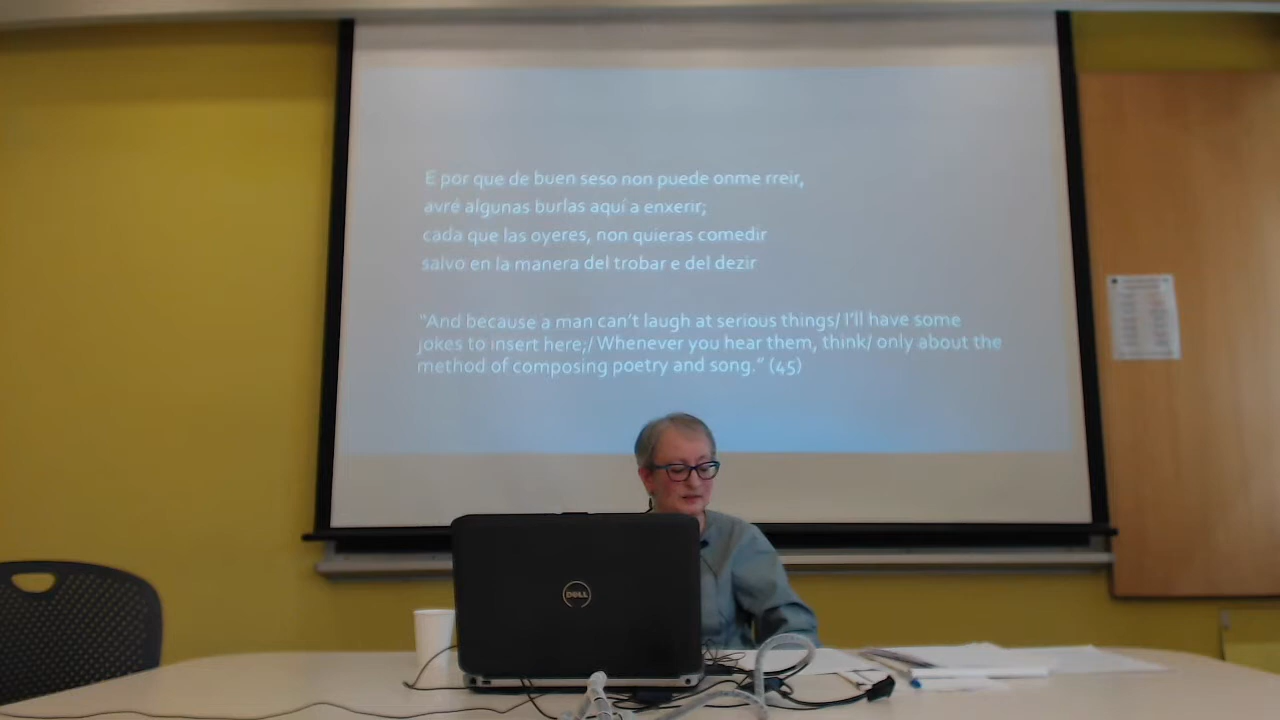 E por que de buen seso non puede onme rreir,
avré algunas burlas aquí a enxerir;
cada que las oyeres, non quieras comedir
salvo en la manera del trobar e del dezir
"And because a man can't laugh at serious things/ I'll have some
jokes to insert here;/ Whenever you hear them, think/ only about the
method of composing poetry and song." (45)
DELL